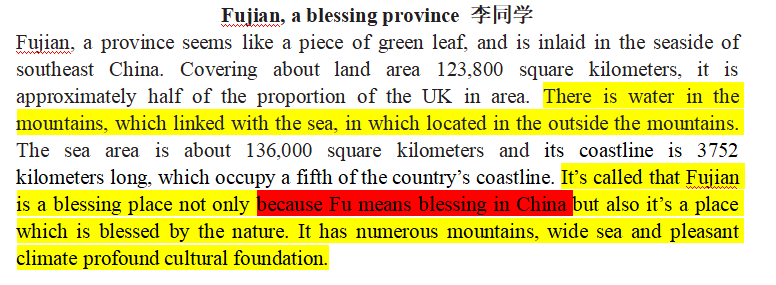 Fujian, a blessing province 李同学
Fujian, a province seems like a piece of green leaf, and is inlaid in the seaside of
southeast China. Covering about land area 123,800 square kilometers, it is
approximately half of the proportion of the UK in area. There is water in the
mountains, which linked with the sea, in which located in the outside the mountains.
The sea area is about 136,000 square kilometers and its coastline is 3752
kilometers long, which occupy a fifth of the country’s coastline. It’s called that Fujian
is a blessing place not only because Fu means blessing in China but also it’s a place
which is blessed by the nature. It has numerous mountains, wide sea and pleasant
climate profound cultural foundation.